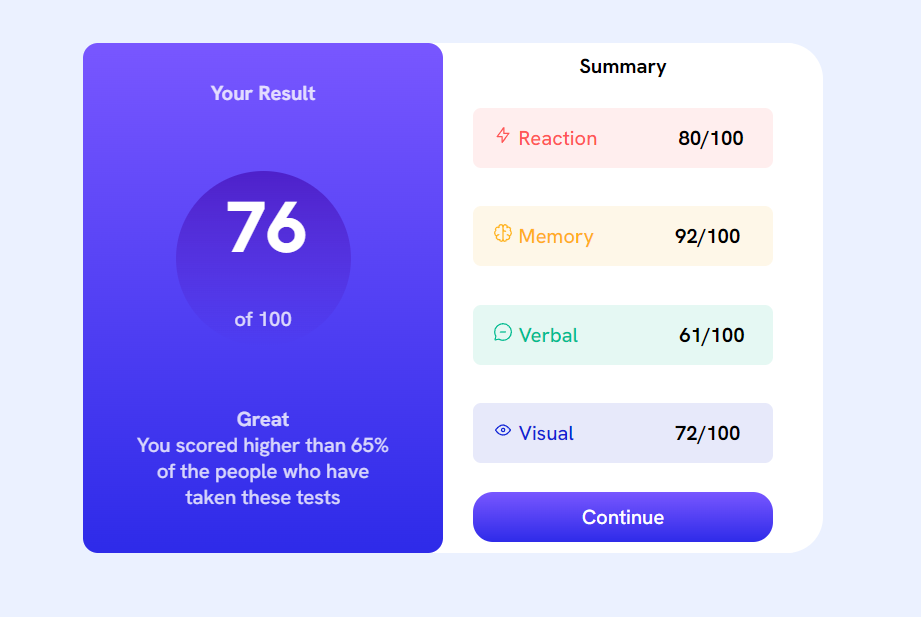 Your Result
76
of 100
Great
You scored higher than 65%
of the people who have
taken these tests
Summary
Reaction 80/100
Memory 92/100
Verbal 61/100
Visual 72/100
Continue